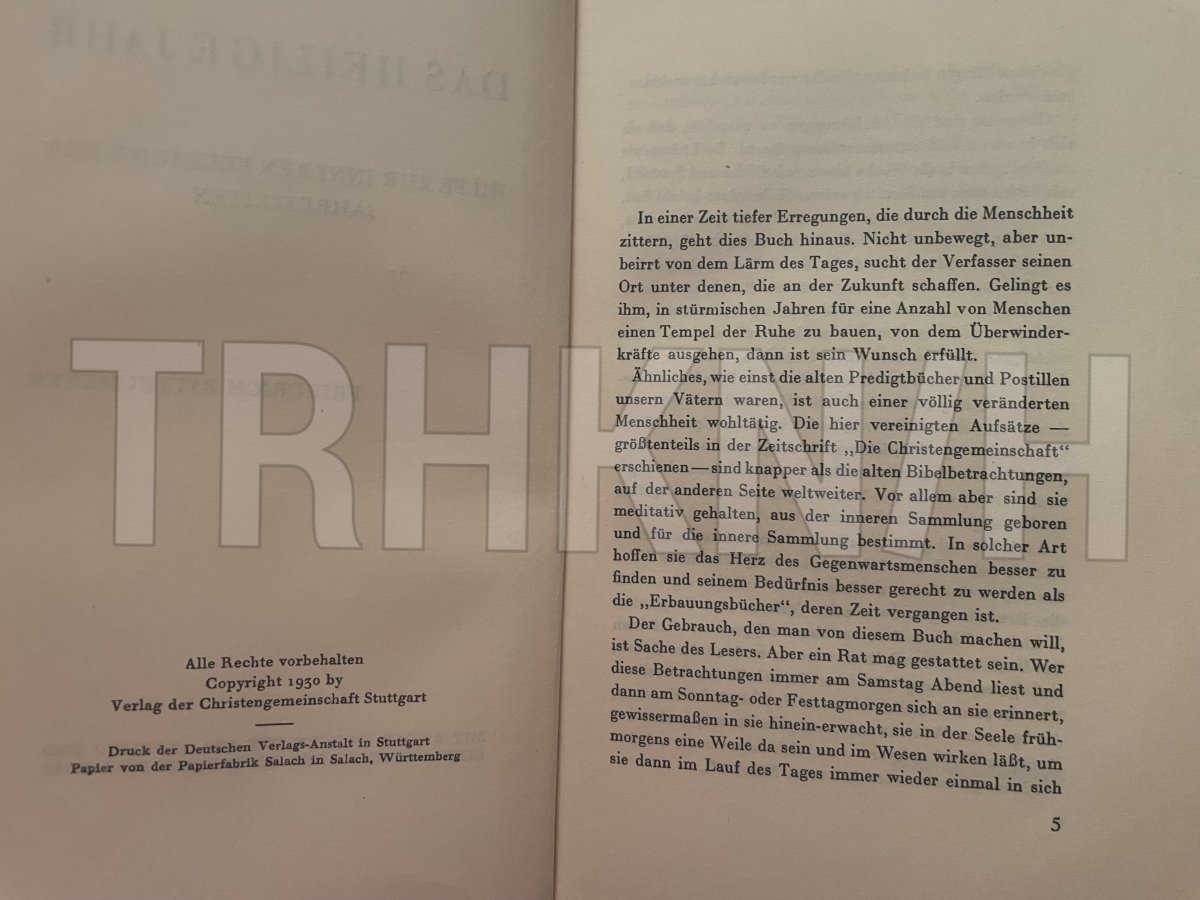 DAS HEILIGE JAHR
Alle Rechte vorbehalten
Copyright 1930 by
Verlag der Christengemeinschaft Stuttgart
Druck der Deutschen Verlags-Anstalt in Stuttgart
Papier von der Papierfabrik Salach in Salach, Württemberg
In einer Zeit tiefer Erregungen, die durch die Menschheit
zittern, geht dies Buch hinaus. Nicht unbewegt, aber un-
beirrt von dem Lärm des Tages, sucht der Verfasser seinen
Ort unter denen, die an der Zukunft schaffen. Gelingt es
ihm, in stürmischen Jahren für eine Anzahl von Menschen
einen Tempel der Ruhe zu bauen, von dem Überwinder-
kräfte ausgehen, dann ist sein Wunsch erfüllt.
Ähnliches, wie einst die alten Predigtbücher und Postillen
unsern Vätern waren, ist auch einer völlig veränderten
Menschheit wohltätig. Die hier vereinigten Aufsätze —
größtenteils in der Zeitschrift „Die Christengemeinschaft“
erschienen — sind knapper als die alten Bibelbetrachtungen,
auf der anderen Seite weltweiter. Vor allem aber sind sie
meditativ gehalten, aus der inneren Sammlung geboren
und für die innere Sammlung bestimmt. In solcher Art
hoffen sie das Herz des Gegenwartsmenschen besser zu
finden und seinem Bedürfnis besser gerecht zu werden als
die „Erbauungsbücher“, deren Zeit vergangen ist.
Der Gebrauch, den man von diesem Buch machen will,
ist Sache des Lesers. Aber ein Rat mag gestattet sein. Wer
diese Betrachtungen immer am Samstag Abend liest und
dann am Sonntag- oder Festtagmorgen sich an sie erinnert,
gewissermaßen in sie hinein-erwacht, sie in der Seele früh-
morgens eine Weile da sein und im Wesen wirken läßt, um
sie dann im Lauf des Tages immer wieder einmal in sich
5